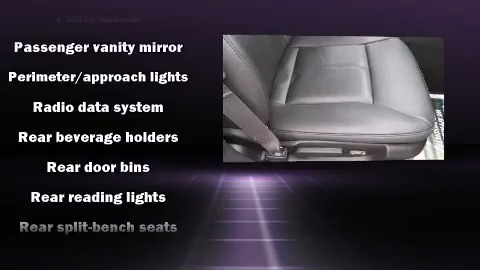 Passenger vanity mirror
Perimeter/approach lights
Radio data system
Rear beverage holders
Rear door bins
Rear reading lights
Rear split-bench seats